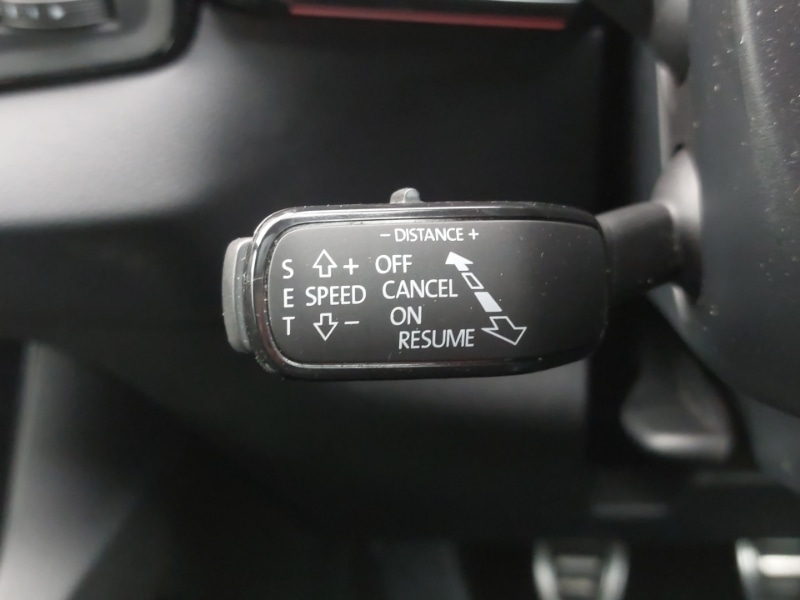 - DISTANCE +
S + OFF
E SPEED CANCEL
T - ON
RESUME